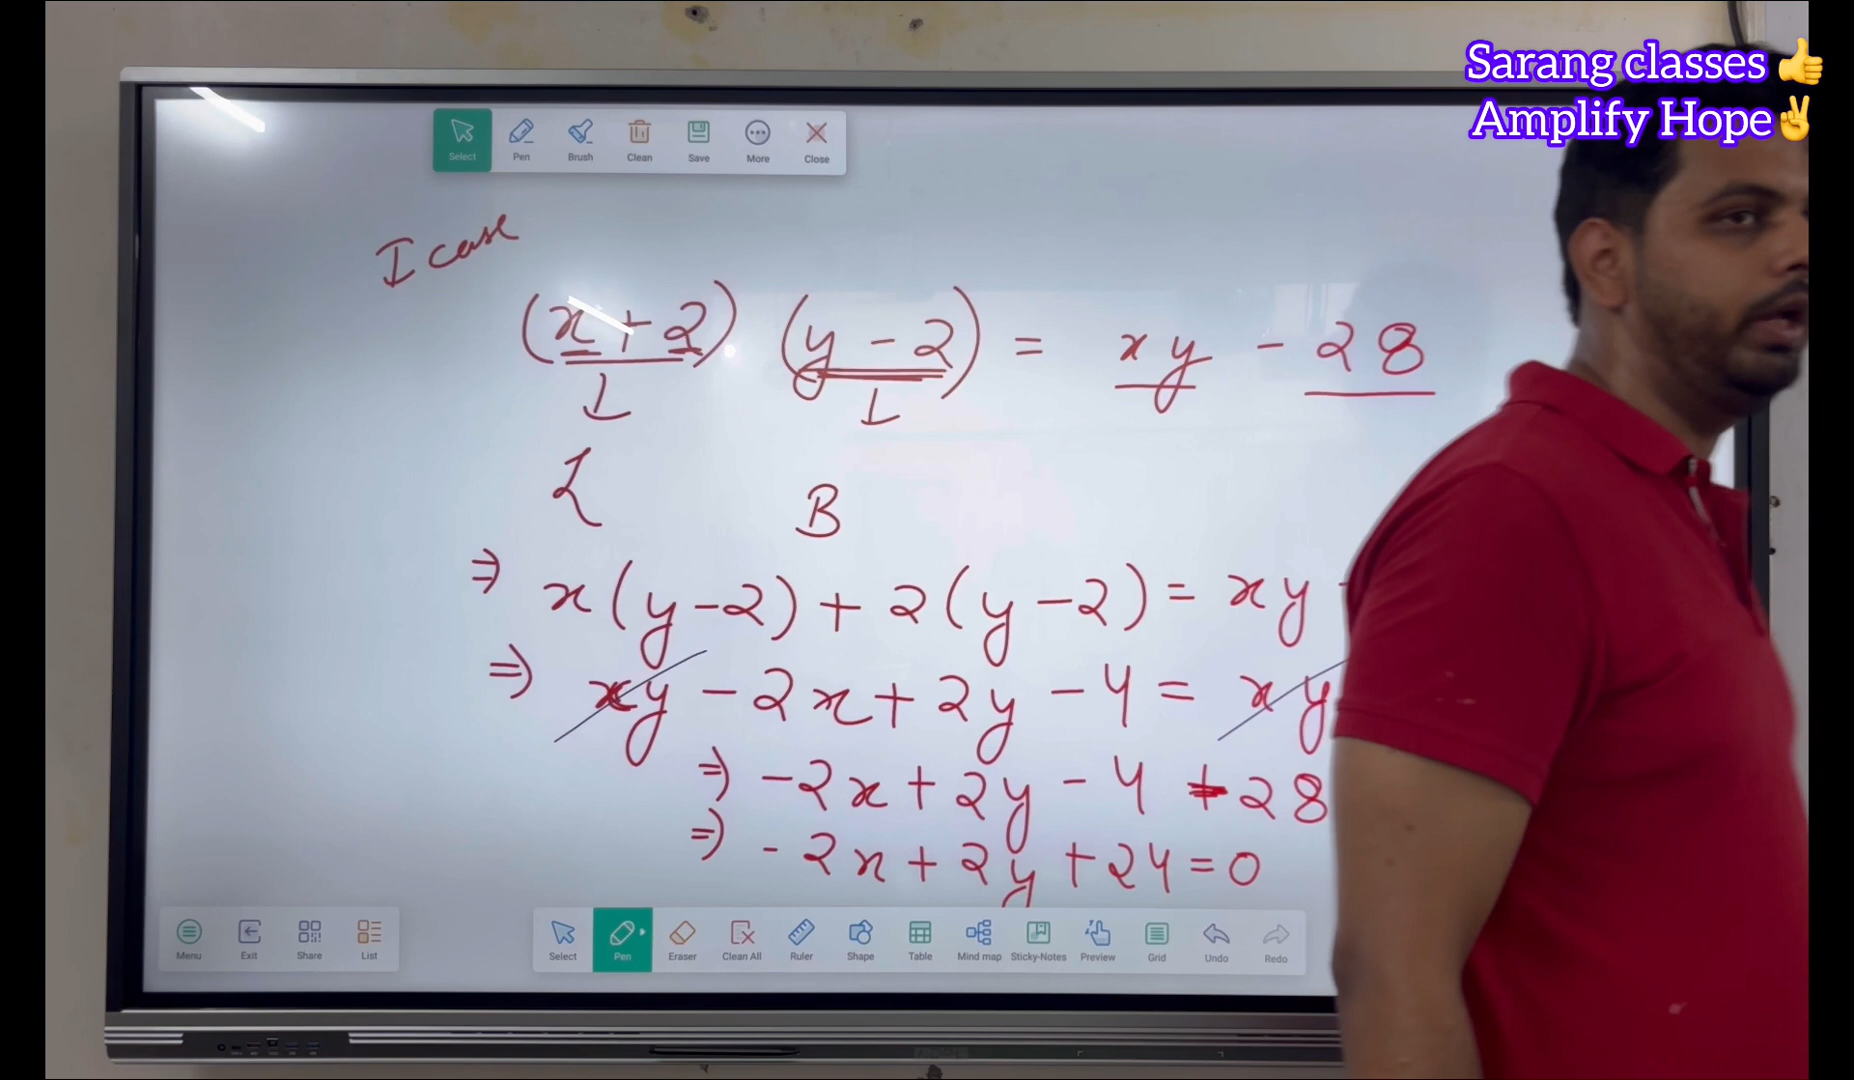 Sarang classes 👍
Amplify Hope✌
Select Pen Brush Clean Save More Close
I case
(x + 2) (y - 2) = xy - 28
L B
⇒ x(y-2) + 2(y-2) = xy
⇒ xy - 2x + 2y - 4 = xy
⇒ -2x + 2y - 4 + 28
⇒ -2x + 2y + 24 = 0
Menu Exit Share List Select Pen Eraser Clean All Ruler Shape Table Mind map Sticky-Notes Preview Grid Undo Redo